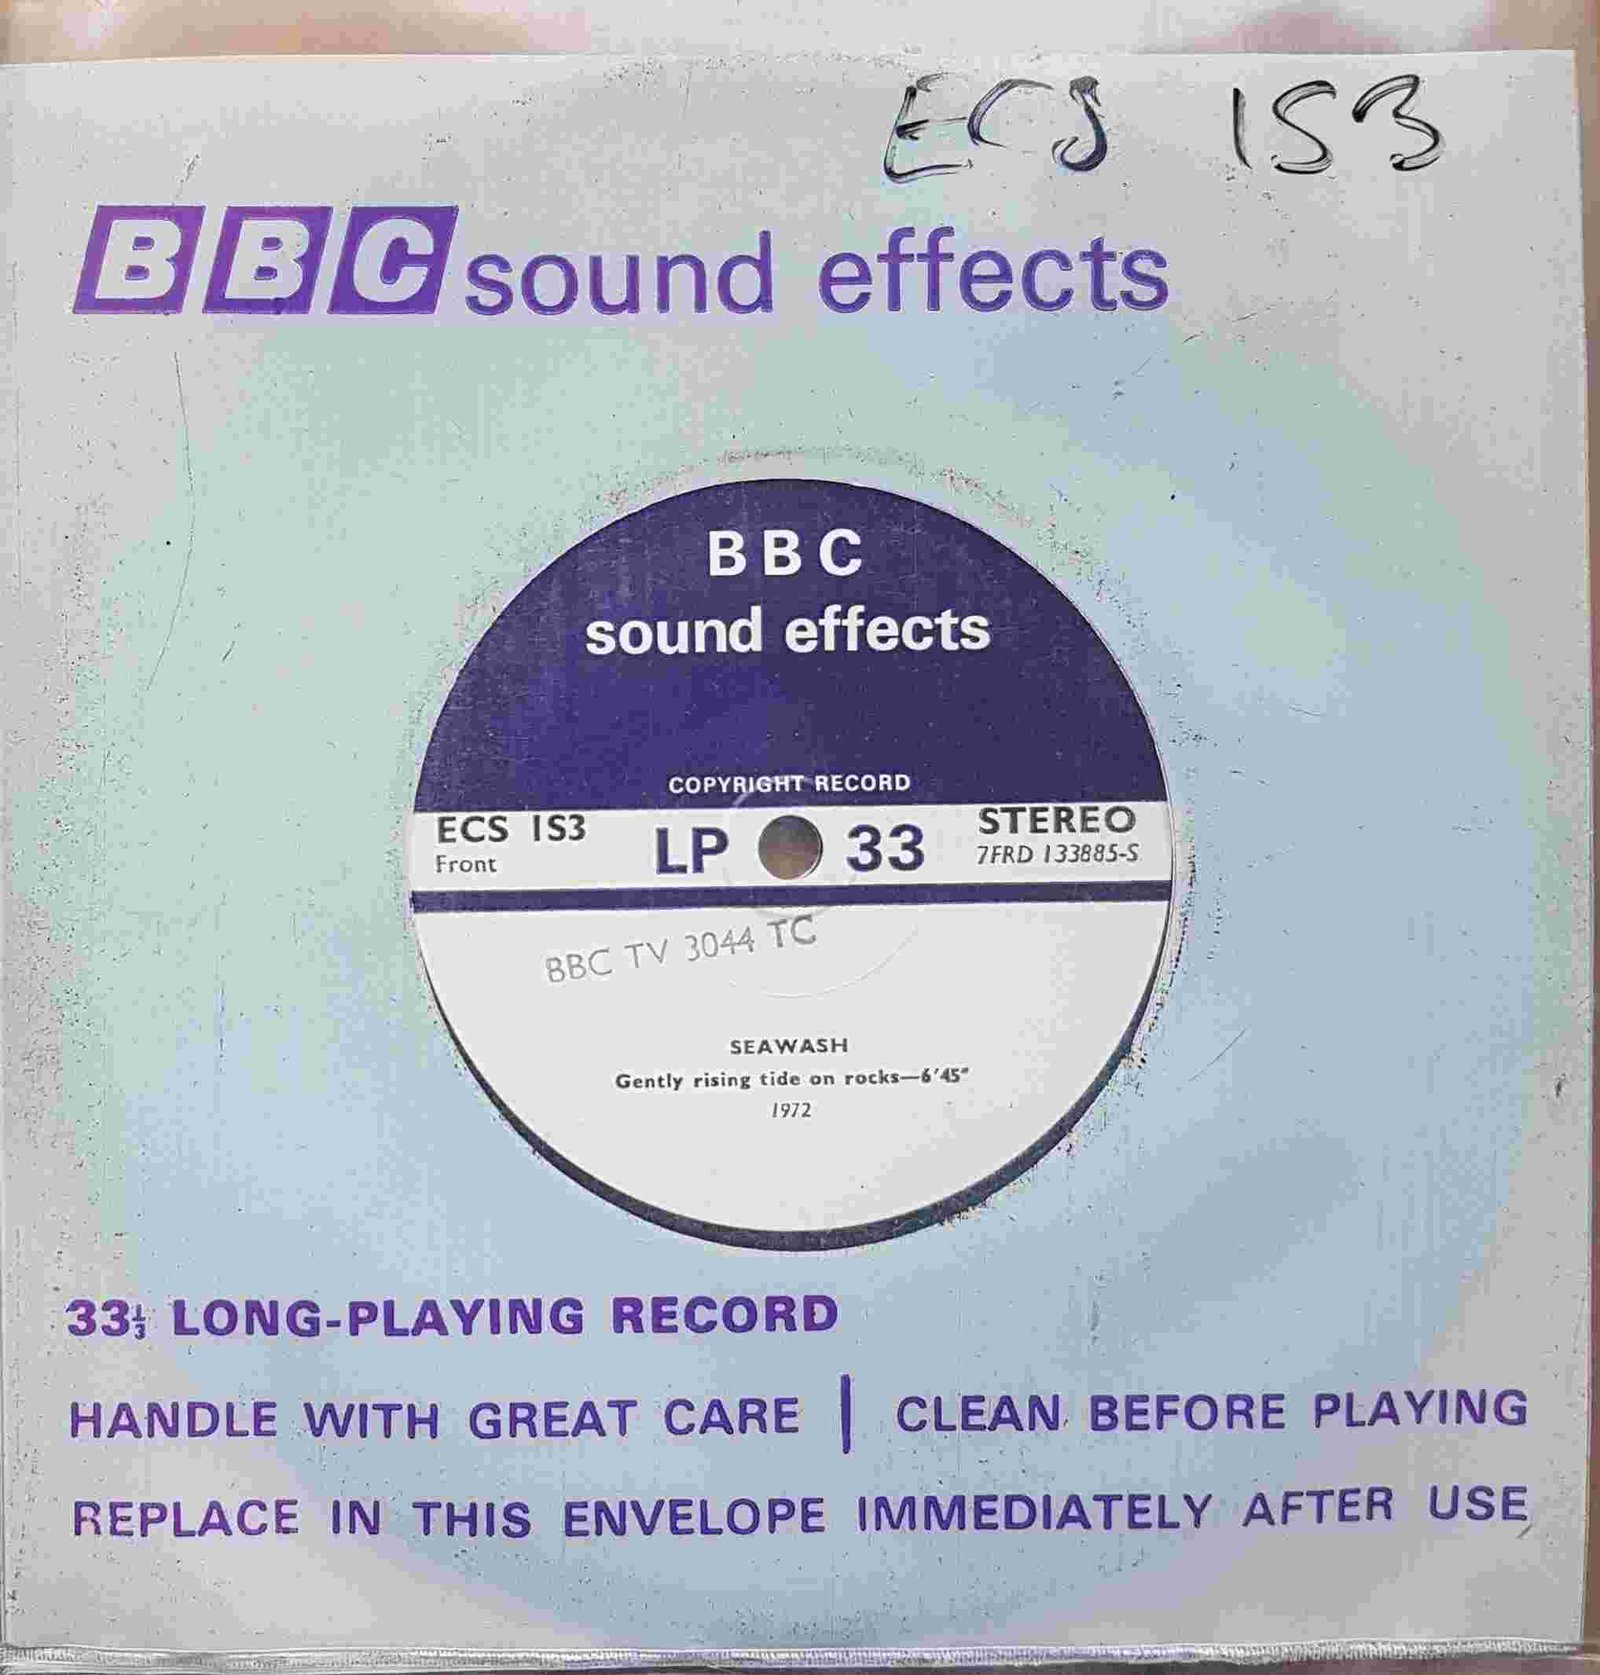 ECS 1S3
BBC sound effects
BBC
sound effects
COPYRIGHT RECORD
ECS 1S3
Front
LP 33
STEREO
7FRD 133885-S
BBC TV 3044 TC
SEAWASH
Gently rising tide on rocks—6'45"
1972
33⅓ LONG-PLAYING RECORD
HANDLE WITH GREAT CARE | CLEAN BEFORE PLAYING
REPLACE IN THIS ENVELOPE IMMEDIATELY AFTER USE